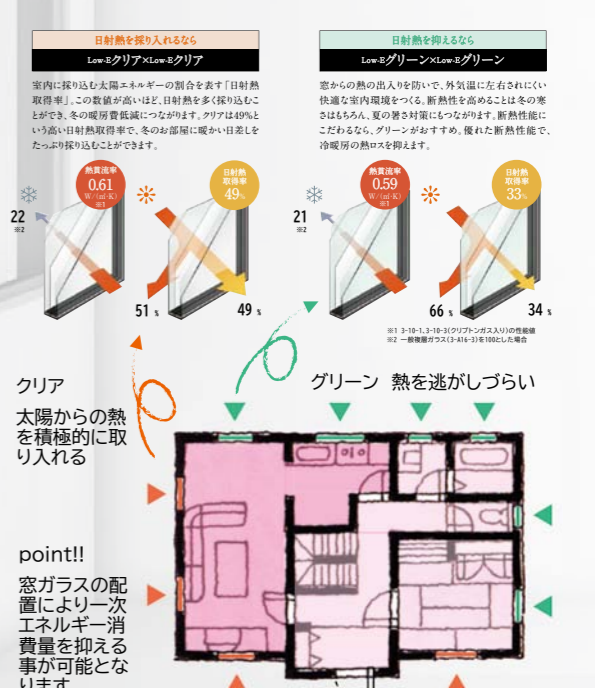 日射熱を採り入れるなら
Low-Eクリア×Low-Eクリア
室内に採り込む太陽エネルギーの割合を表す「日射熱
取得率」。この数値が高いほど、日射熱を多く採り込むこ
とができ、冬の暖房費低減につながります。クリアは49%と
いう高い日射熱取得率で、冬のお部屋に暖かい日差しを
たっぷり採り込むことができます。
熱貫流率
0.61
W/(㎡・K)
※1
日射熱
取得率
49%
22
※2
51 %
49 %
日射熱を抑えるなら
Low-Eグリーン×Low-Eグリーン
窓からの熱の出入りを防いで、外気温に左右されにくい
快適な室内環境をつくる。断熱性を高めることは冬の寒
さはもちろん、夏の暑さ対策にもつながります。断熱性能に
こだわるなら、グリーンがおすすめ。優れた断熱性能で、
冷暖房の熱ロスを抑えます。
熱貫流率
0.59
W/(㎡・K)
※1
日射熱
取得率
33%
21
※2
66 %
34 %
※1 3-10-1、3-10-3(クリプトンガス入り)の性能値
※2 一般複層ガラス(3-A16-3)を100とした場合
クリア
太陽からの熱
を積極的に取
り入れる
グリーン 熱を逃がしづらい
point!!
窓ガラスの配
置により一次
エネルギー消
費量を抑える
事が可能とな
ります